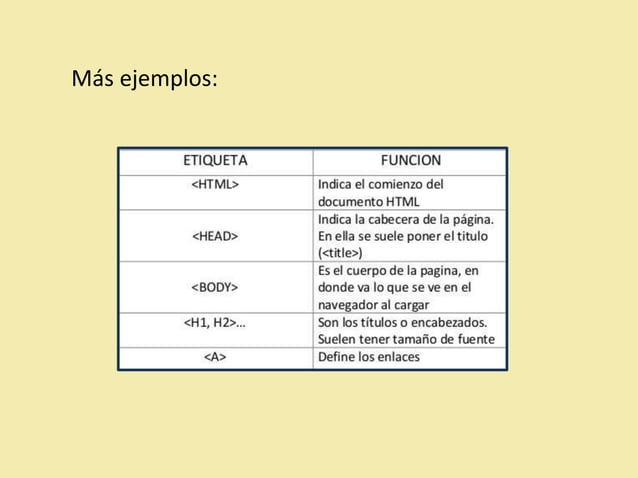 Más ejemplos:
ETIQUETA FUNCION
<HTML> Indica el comienzo del
documento HTML
<HEAD> Indica la cabecera de la página.
En ella se suele poner el titulo
(<title>)
<BODY> Es el cuerpo de la pagina, en
donde va lo que se ve en el
navegador al cargar
<H1, H2>... Son los títulos o encabezados.
Suelen tener tamaño de fuente
<A> Define los enlaces